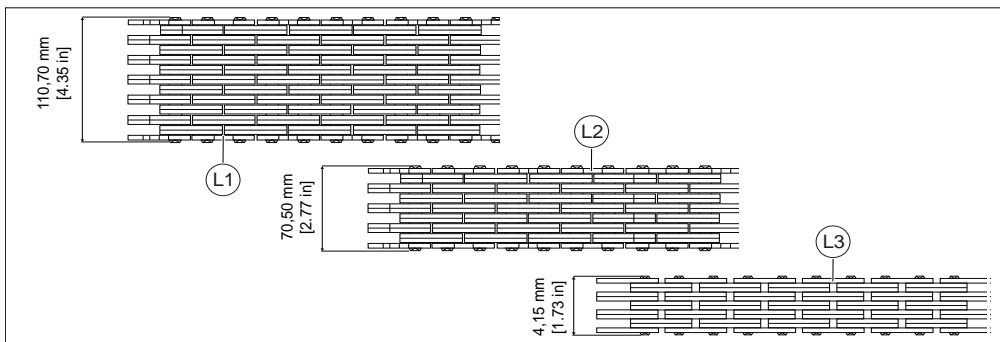 110,70 mm
[4.35 in]
L1
70,50 mm
[2.77 in]
L2
4,15 mm
[1.73 in]
L3